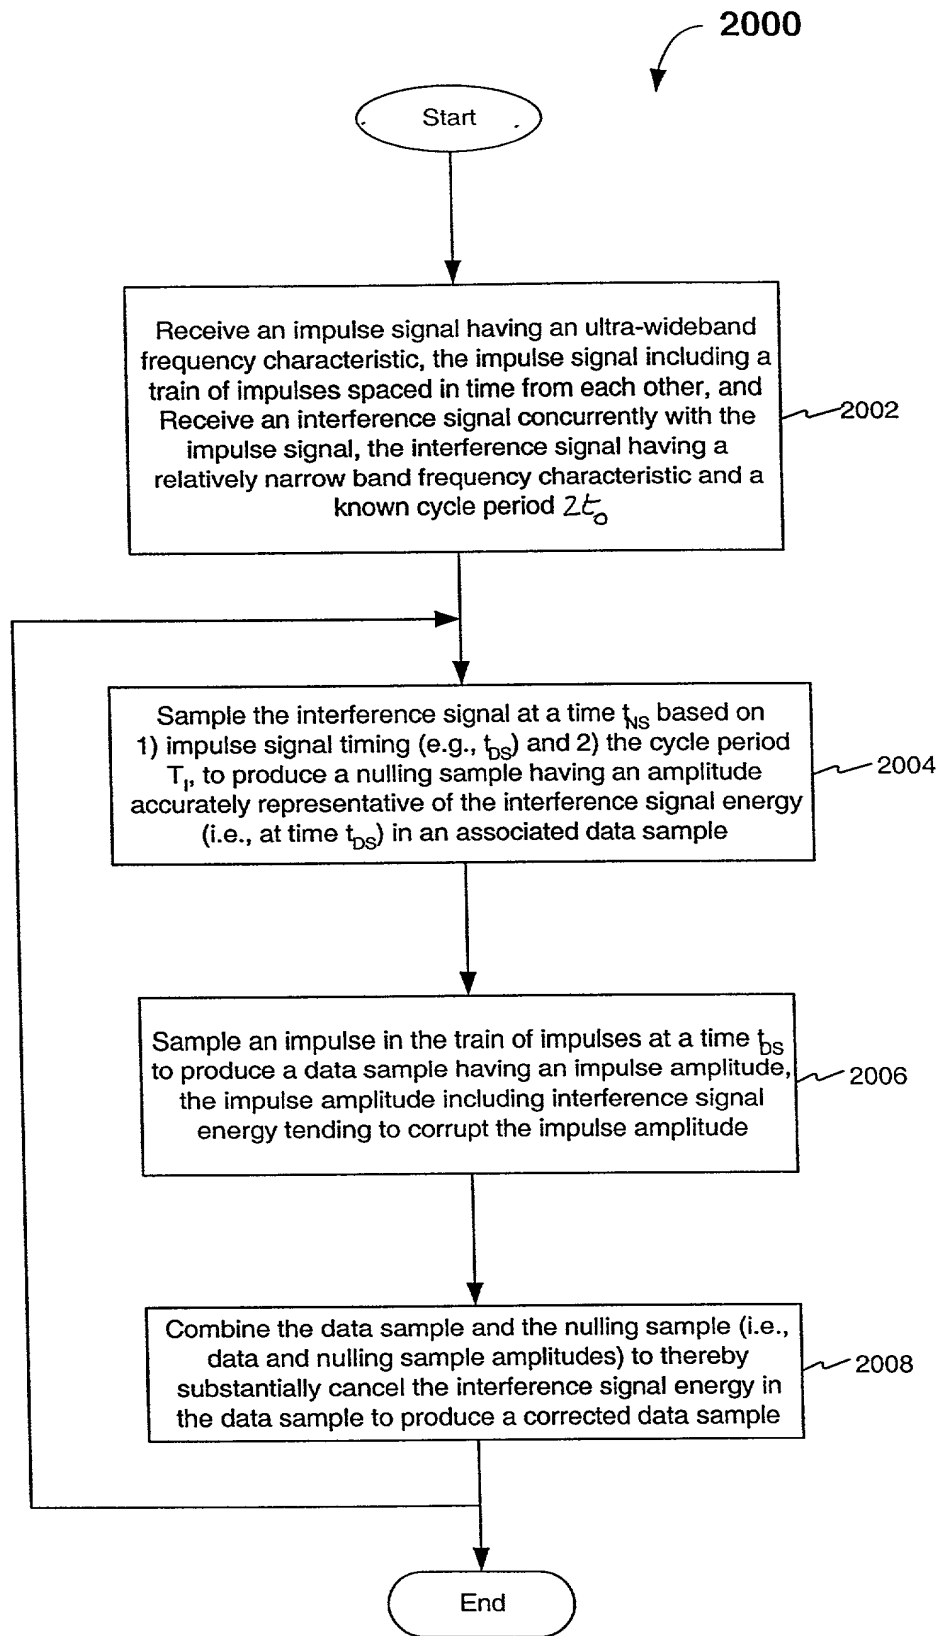 2000
Start
Receive an impulse signal having an ultra-wideband
frequency characteristic, the impulse signal including a
train of impulses spaced in time from each other, and
Receive an interference signal concurrently with the
impulse signal, the interference signal having a
relatively narrow band frequency characteristic and a
known cycle period 2t₀
2002
Sample the interference signal at a time t_NS based on
1) impulse signal timing (e.g., t_DS) and 2) the cycle period
T_I, to produce a nulling sample having an amplitude
accurately representative of the interference signal energy
(i.e., at time t_DS) in an associated data sample
2004
Sample an impulse in the train of impulses at a time t_DS
to produce a data sample having an impulse amplitude,
the impulse amplitude including interference signal
energy tending to corrupt the impulse amplitude
2006
Combine the data sample and the nulling sample (i.e.,
data and nulling sample amplitudes) to thereby
substantially cancel the interference signal energy in
the data sample to produce a corrected data sample
2008
End